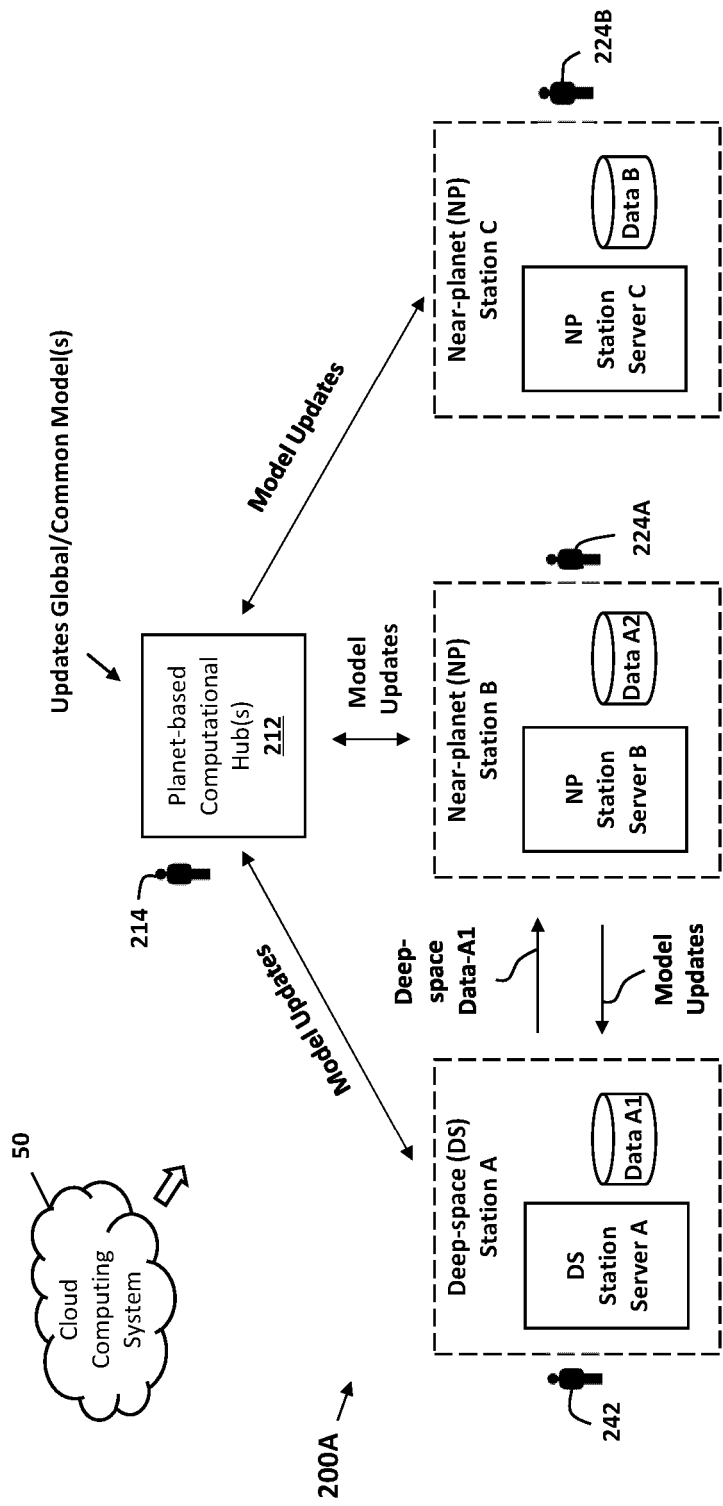 Updates Global/Common Model(s)
50
Cloud
Computing
System
214
Planet-based
Computational
Hub(s)
212
Model Updates
Model
Updates
Model Updates
200A
Deep-space (DS)
Station A
DS
Station
Server A
Data A1
242
Deep-
space
Data-A1
Model
Updates
Near-planet (NP)
Station B
NP
Station
Server B
Data A2
224A
Near-planet (NP)
Station C
NP
Station
Server C
Data B
224B